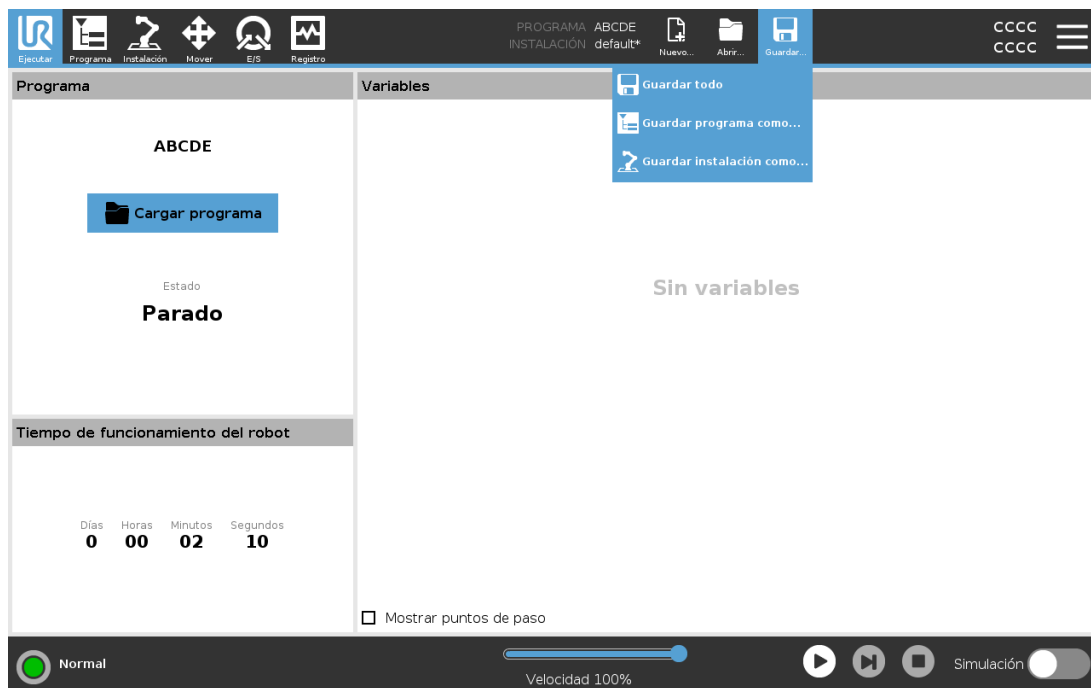 PROGRAMA ABCDE
INSTALACIÓN default*
CCCC
CCCC
Ejecutar Programa Instalación Mover E/S Registro Nuevo... Abrir... Guardar...
Guardar todo
Guardar programa como...
Guardar instalación como...
Programa
ABCDE
Cargar programa
Estado
Parado
Variables
Sin variables
Mostrar puntos de paso
Tiempo de funcionamiento del robot
Días Horas Minutos Segundos
0 00 02 10
Normal
Velocidad 100%
Simulación